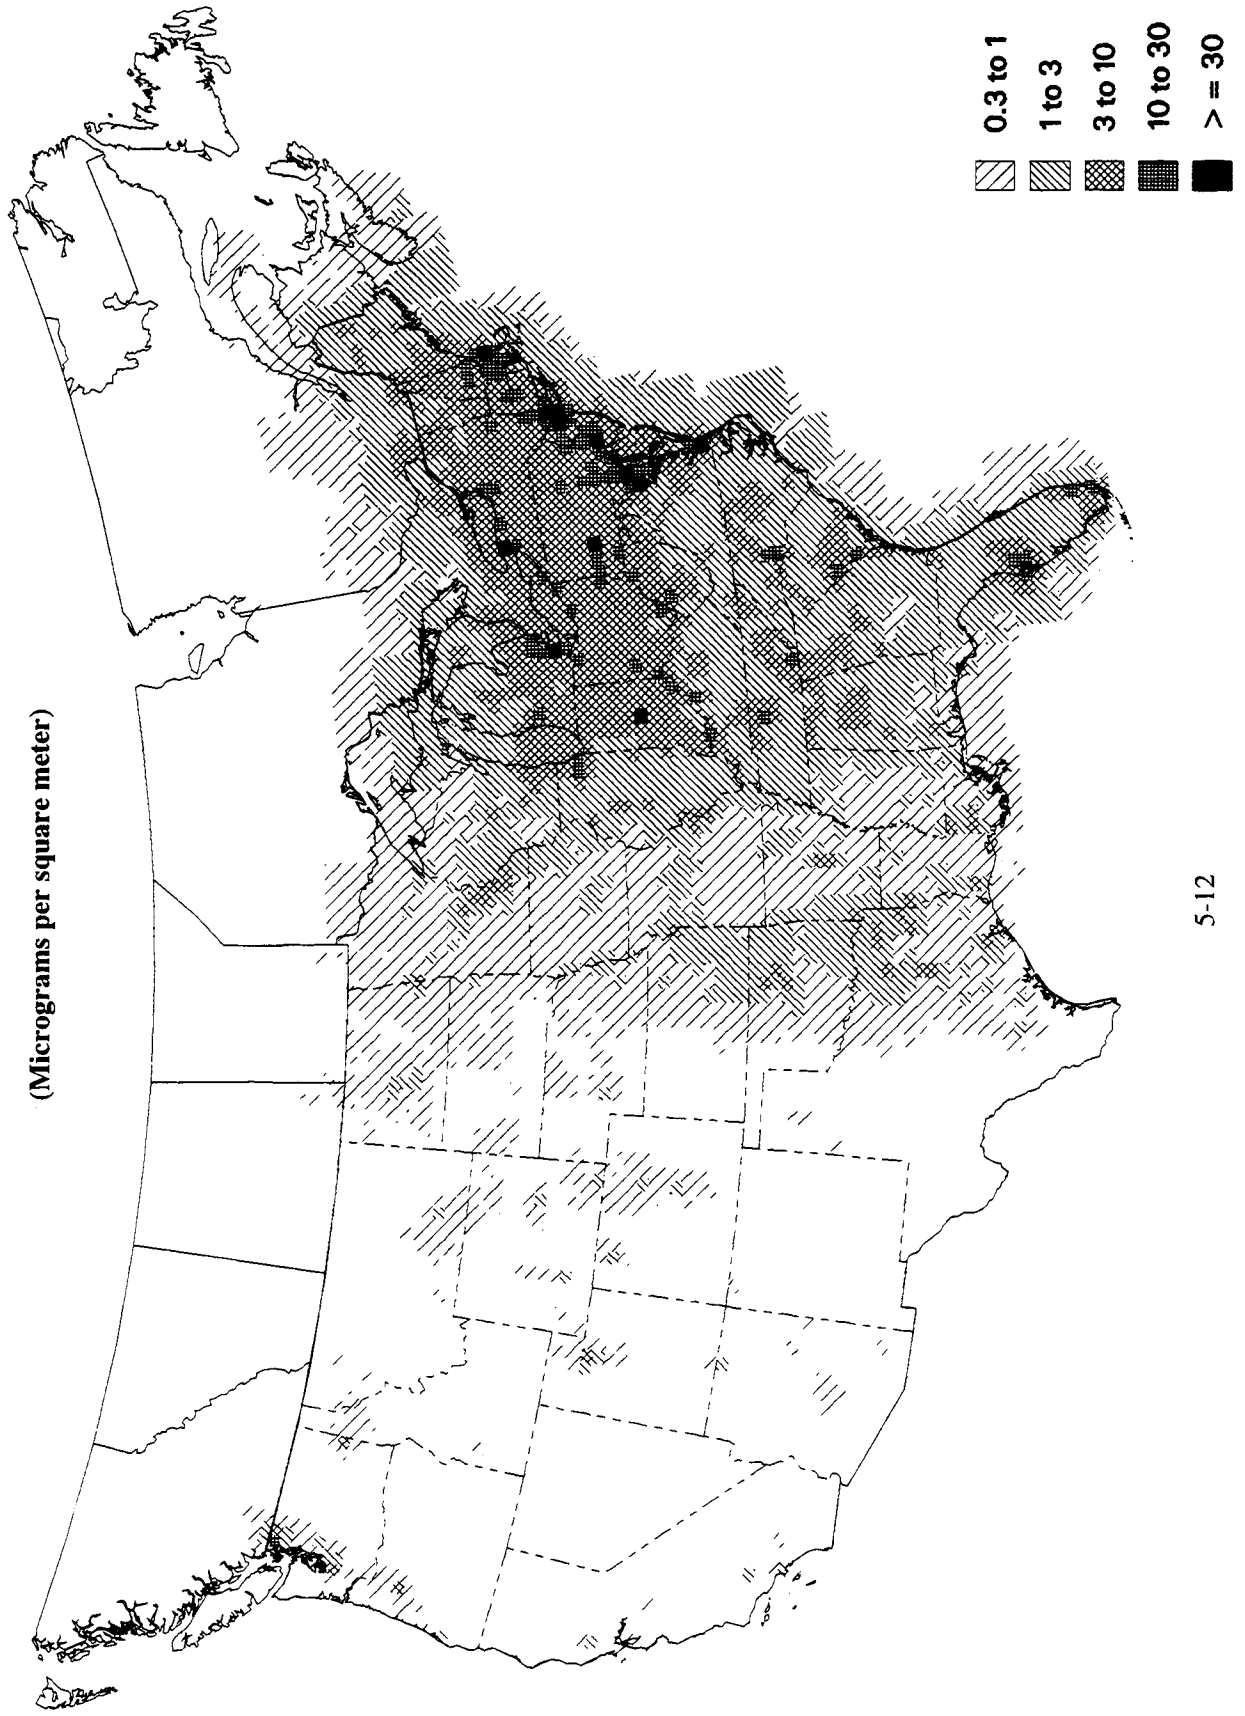 (Micrograms per square meter)
0.3 to 1
1 to 3
3 to 10
10 to 30
> = 30
5-12